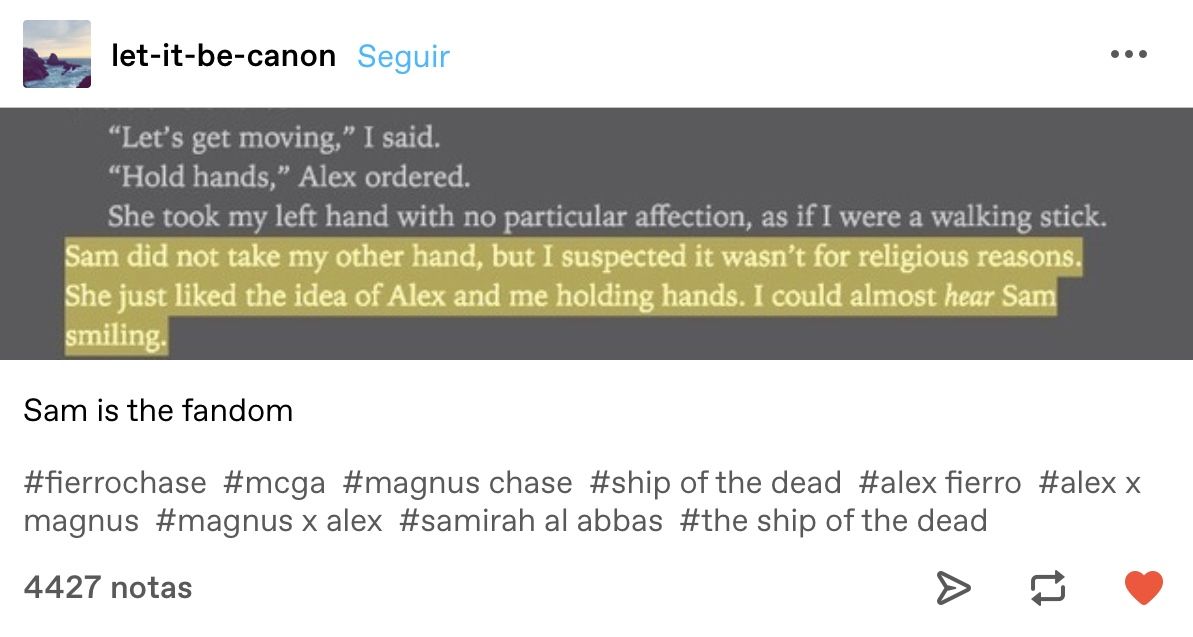 let-it-be-canon Seguir
“Let’s get moving,” I said.
“Hold hands,” Alex ordered.
She took my left hand with no particular affection, as if I were a walking stick.
Sam did not take my other hand, but I suspected it wasn’t for religious reasons.
She just liked the idea of Alex and me holding hands. I could almost hear Sam
smiling.
Sam is the fandom
#fierrochase #mcga #magnus chase #ship of the dead #alex fierro #alex x
magnus #magnus x alex #samirah al abbas #the ship of the dead
4427 notas